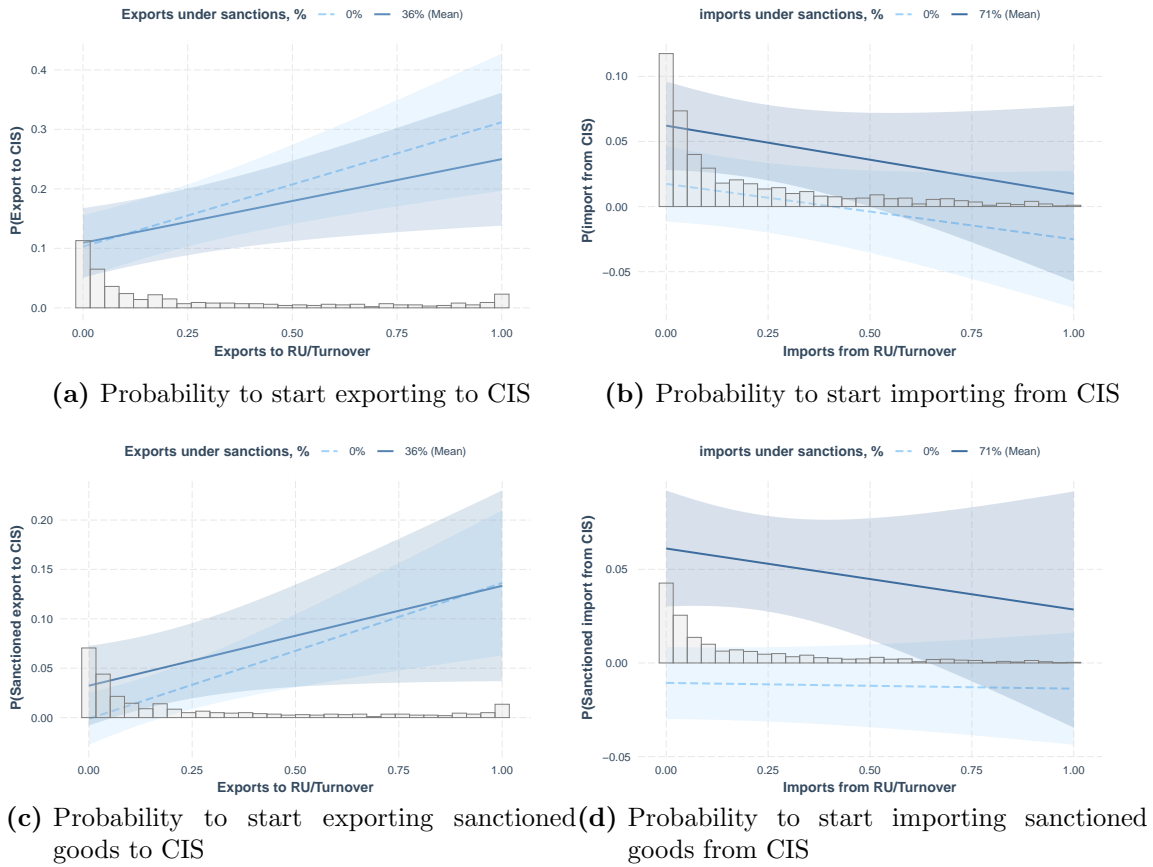 Exports under sanctions, % 0% 36% (Mean)
P(Export to CIS)
0.4
0.3
0.2
0.1
0.0
0.00 0.25 0.50 0.75 1.00
Exports to RU/Turnover
(a) Probability to start exporting to CIS
imports under sanctions, % 0% 71% (Mean)
P(import from CIS)
0.10
0.05
0.00
−0.05
0.00 0.25 0.50 0.75 1.00
Imports from RU/Turnover
(b) Probability to start importing from CIS
Exports under sanctions, % 0% 36% (Mean)
P(Sanctioned export to CIS)
0.20
0.15
0.10
0.05
0.00
0.00 0.25 0.50 0.75 1.00
Exports to RU/Turnover
(c) Probability to start exporting sanctioned
goods to CIS
imports under sanctions, % 0% 71% (Mean)
P(Sanctioned import from CIS)
0.05
0.00
−0.05
0.00 0.25 0.50 0.75 1.00
Imports from RU/Turnover
(d) Probability to start importing sanctioned
goods from CIS